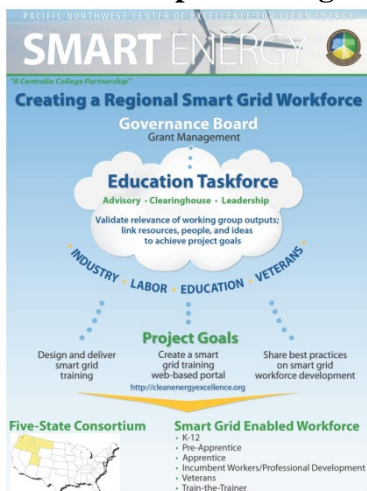 PACIFIC NORTHWEST CENTER OF EXCELLENCE FOR CLEAN ENERGY
SMART ENERGY
"A Centralia College Partnership"
Creating a Regional Smart Grid Workforce
Governance Board
Grant Management
Education Taskforce
Advisory • Clearinghouse • Leadership
Validate relevance of working group outputs;
link resources, people, and ideas
to achieve project goals
INDUSTRY • LABOR • EDUCATION • VETERANS
Project Goals
Design and deliver
smart grid
training
Create a smart
grid training
web-based portal
http://cleanenergyexcellence.org
Share best practices
on smart grid
workforce development
Five-State Consortium
Smart Grid Enabled Workforce
• K-12
• Pre-Apprentice
• Apprentice
• Incumbent Workers/Professional Development
• Veterans
• Train-the-Trainer